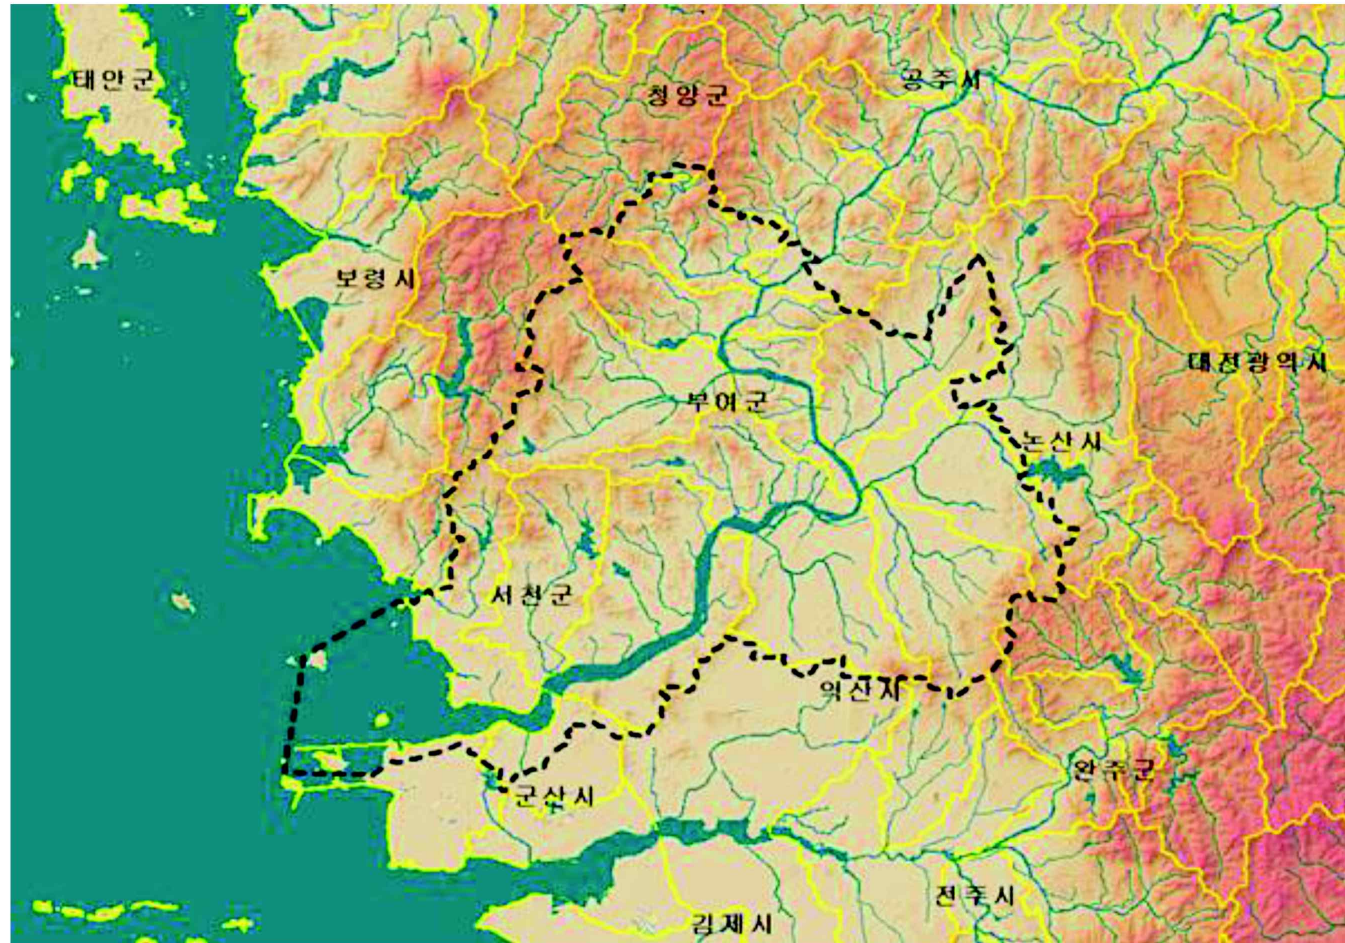 태안군
청양군
공주시
보령시
대전광역시
부여군
논산시
서천군
익산시
완주군
군산시
전주시
김제시